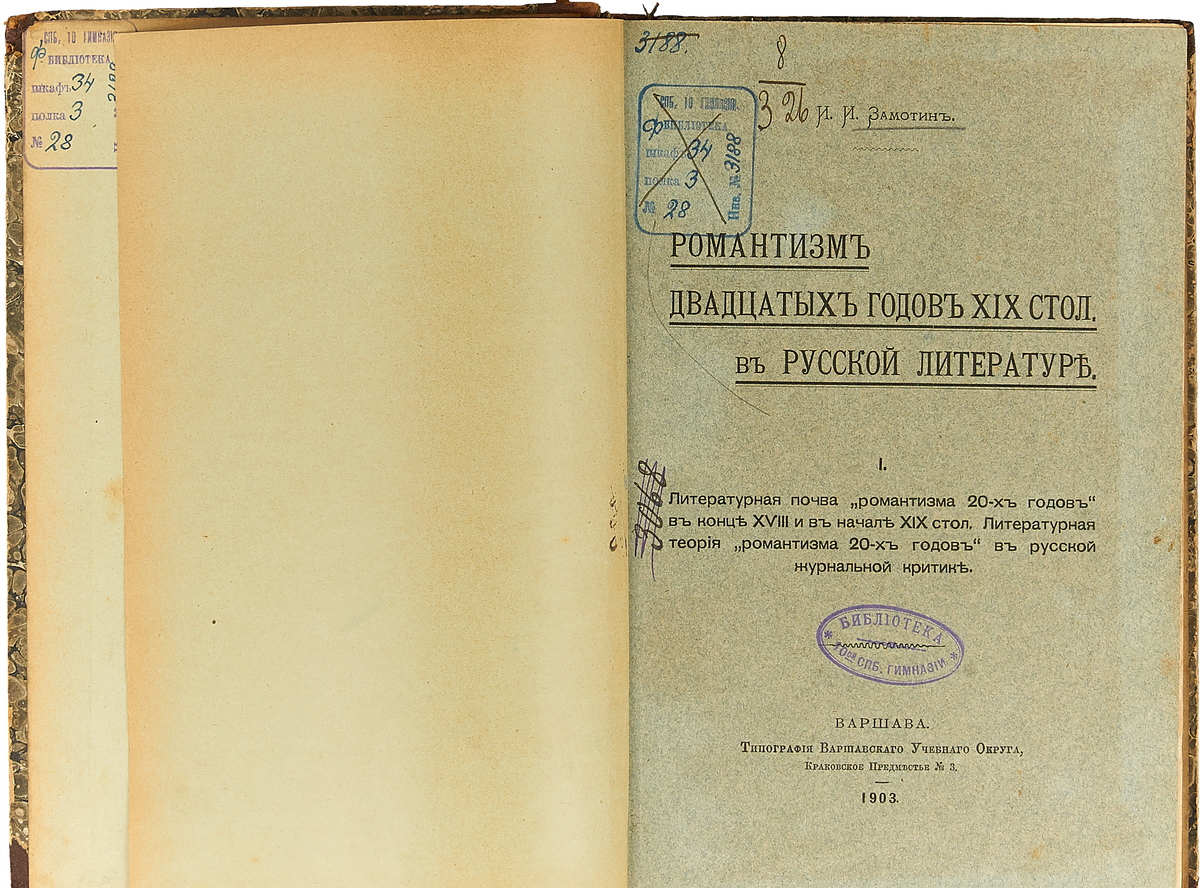 СПБ. 10 ГИМНАЗІ
ф. БИБЛІОТЕКА
шкафъ 34
полка 3
№ 28
3188.
8
3 26
И. И. Замотинъ.
СПБ. 10 ГИМНАЗІИ.
ф БИБЛІОТЕКА
шкафъ 34
полка 3
№ 28
Инв. № 3188
РОМАНТИЗМЪ
ДВАДЦАТЫХЪ ГОДОВЪ XIX СТОЛ.
ВЪ РУССКОЙ ЛИТЕРАТУРѢ.
I.
Литературная почва „романтизма 20-хъ годовъ“
въ концѣ XVIII и въ началѣ XIX стол. Литературная
теорія „романтизма 20-хъ годовъ“ въ русской
журнальной критикѣ.
БИБЛІОТЕКА
10ой СПБ. ГИМНАЗІИ
ВАРШАВА.
Типографія Варшавскаго Учебнаго Округа,
Краковское Предмѣстье № 3.
1903.